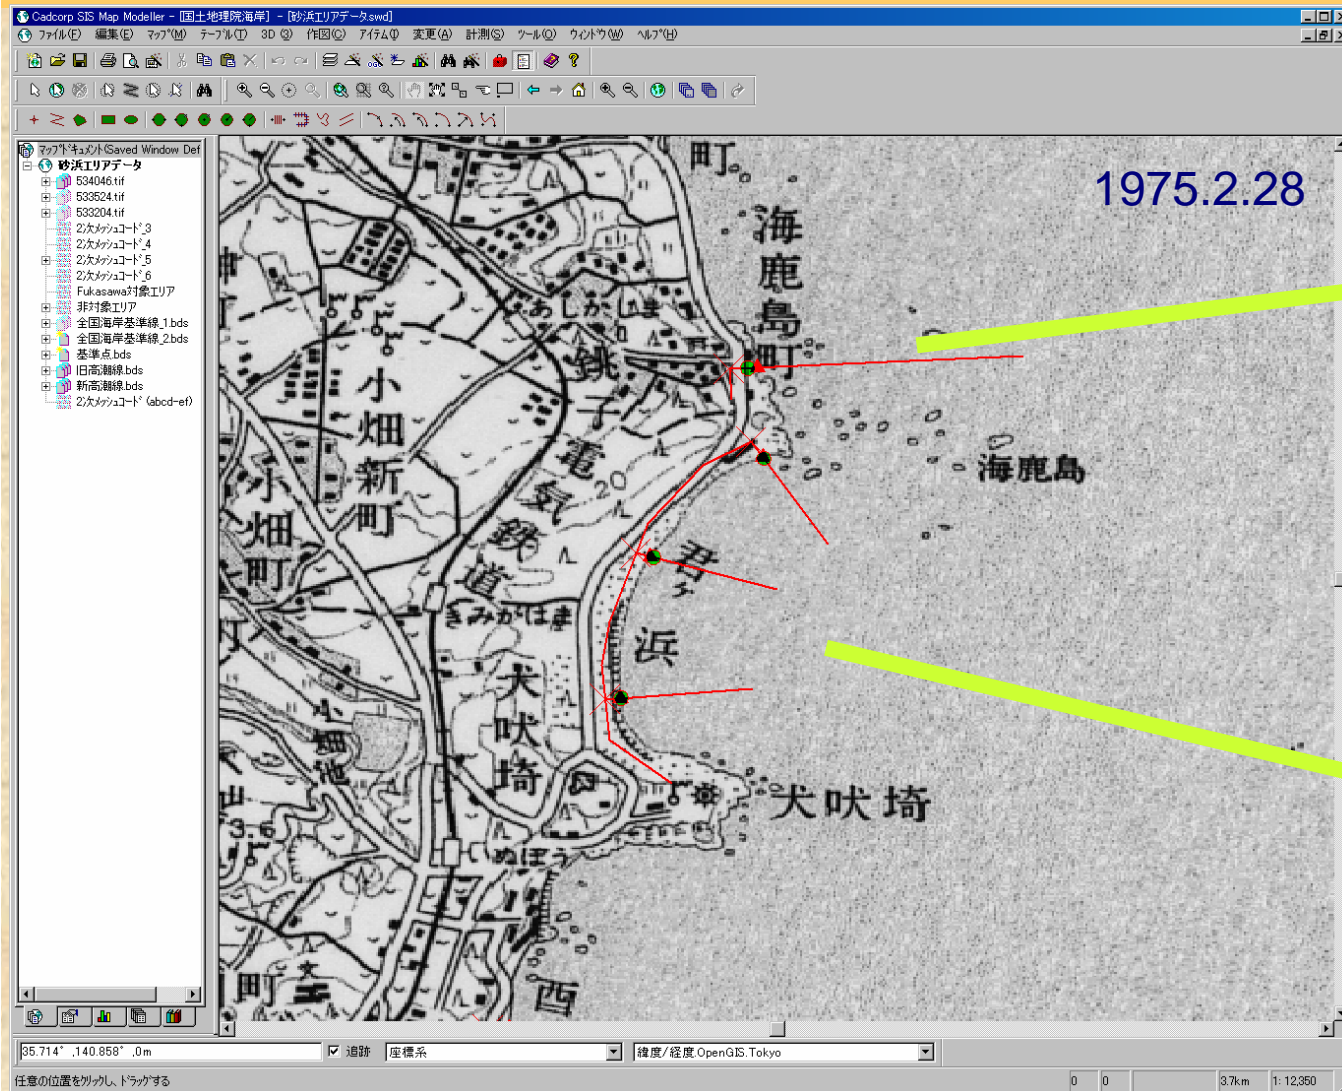 Cadcorp SIS Map Modeller - [国土地理院海岸] - [砂浜エリアデータ.swd]
ファイル(F) 編集(E) マップ(M) テーブル(T) 3D (3) 作図(C) アイテム(I) 変更(A) 計測(S) ツール(O) ウィンドウ(W) ヘルプ(H)
マップドキュメント(Saved Window Def
砂浜エリアデータ
534046.tif
533524.tif
533204.tif
2次メッシュコード_3
2次メッシュコード_4
2次メッシュコード_5
2次メッシュコード_6
Fukasawa対象エリア
非対象エリア
全国海岸基準線_1.bds
全国海岸基準線_2.bds
基準点.bds
旧高潮線.bds
新高潮線.bds
2次メッシュコード (abcd-ef)
1975.2.28
町
海鹿島町
あしかじま
銚子電気鉄道
小畑新町
小畑町
20
海鹿島
君ヶ浜
きみがはま
犬吠埼
小畑池
犬吠埼
いぬぼう
町
西
35.714° ,140.858° ,0m
追跡
座標系
緯度/経度.OpenGIS.Tokyo
任意の位置をクリックし、ドラッグする
0 0 3.7km 1: 12,350